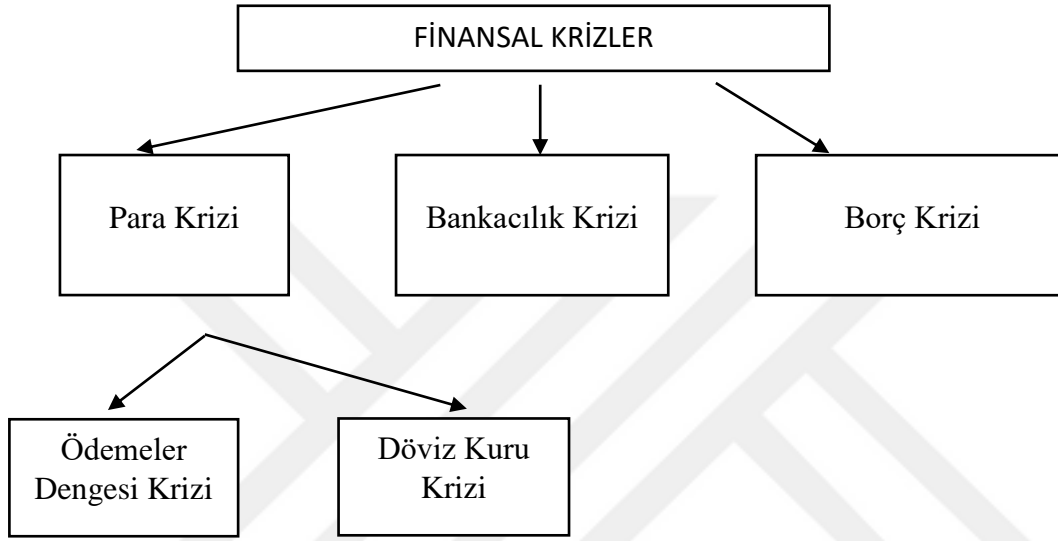 FİNANSAL KRİZLER
Para Krizi
Bankacılık Krizi
Borç Krizi
Ödemeler
Dengesi Krizi
Döviz Kuru
Krizi